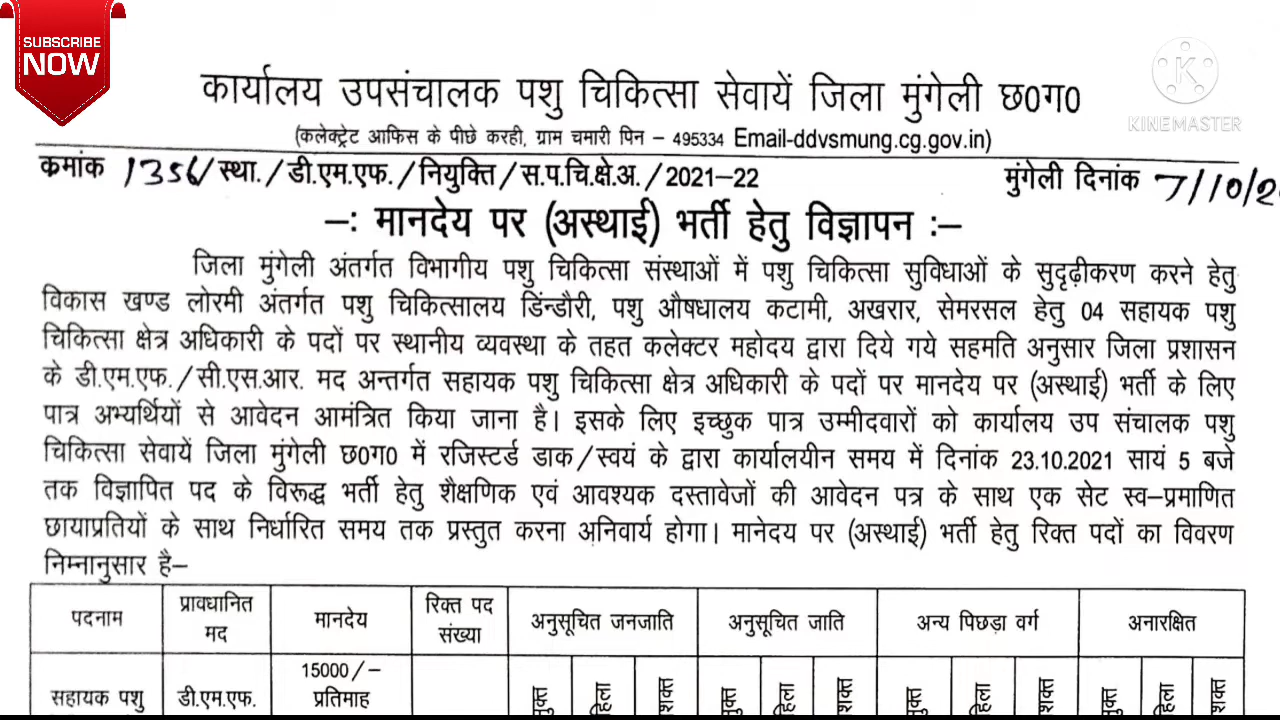 SUBSCRIBE
NOW
KINEMASTER
कार्यालय उपसंचालक पशु चिकित्सा सेवायें जिला मुंगेली छ0ग0
(कलेक्ट्रेट आफिस के पीछे करही, ग्राम चमारी पिन – 495334 Email-ddvsmung.cg.gov.in)
कमांक 1356/स्था./डी.एम.एफ./नियुक्ति/स.प.चि.क्षे.अ./2021-22 मुंगेली दिनांक 7/10/2
–: मानदेय पर (अस्थाई) भर्ती हेतु विज्ञापन :–
जिला मुंगेली अंतर्गत विभागीय पशु चिकित्सा संस्थाओं में पशु चिकित्सा सुविधाओं के सुदृढ़ीकरण करने हेतु
विकास खण्ड लोरमी अंतर्गत पशु चिकित्सालय डिंन्डौरी, पशु औषधालय कटामी, अखरार, सेमरसल हेतु 04 सहायक पशु
चिकित्सा क्षेत्र अधिकारी के पदों पर स्थानीय व्यवस्था के तहत कलेक्टर महोदय द्वारा दिये गये सहमति अनुसार जिला प्रशासन
के डी.एम.एफ./सी.एस.आर. मद अन्तर्गत सहायक पशु चिकित्सा क्षेत्र अधिकारी के पदों पर मानदेय पर (अस्थाई) भर्ती के लिए
पात्र अभ्यर्थियों से आवेदन आमंत्रित किया जाना है। इसके लिए इच्छुक पात्र उम्मीदवारों को कार्यालय उप संचालक पशु
चिकित्सा सेवायें जिला मुंगेली छ0ग0 में रजिस्टर्ड डाक/स्वयं के द्वारा कार्यालयीन समय में दिनांक 23.10.2021 सायं 5 बजे
तक विज्ञापित पद के विरूद्ध भर्ती हेतु शैक्षणिक एवं आवश्यक दस्तावेजों की आवेदन पत्र के साथ एक सेट स्व–प्रमाणित
छायाप्रतियों के साथ निर्धारित समय तक प्रस्तुत करना अनिवार्य होगा। मानेदय पर (अस्थाई) भर्ती हेतु रिक्त पदों का विवरण
निम्नानुसार है–
पदनाम प्रावधानित मद मानदेय रिक्त पद संख्या अनुसूचित जनजाति अनुसूचित जाति अन्य पिछड़ा वर्ग अनारक्षित
सहायक पशु डी.एम.एफ. 15000/– प्रतिमाह